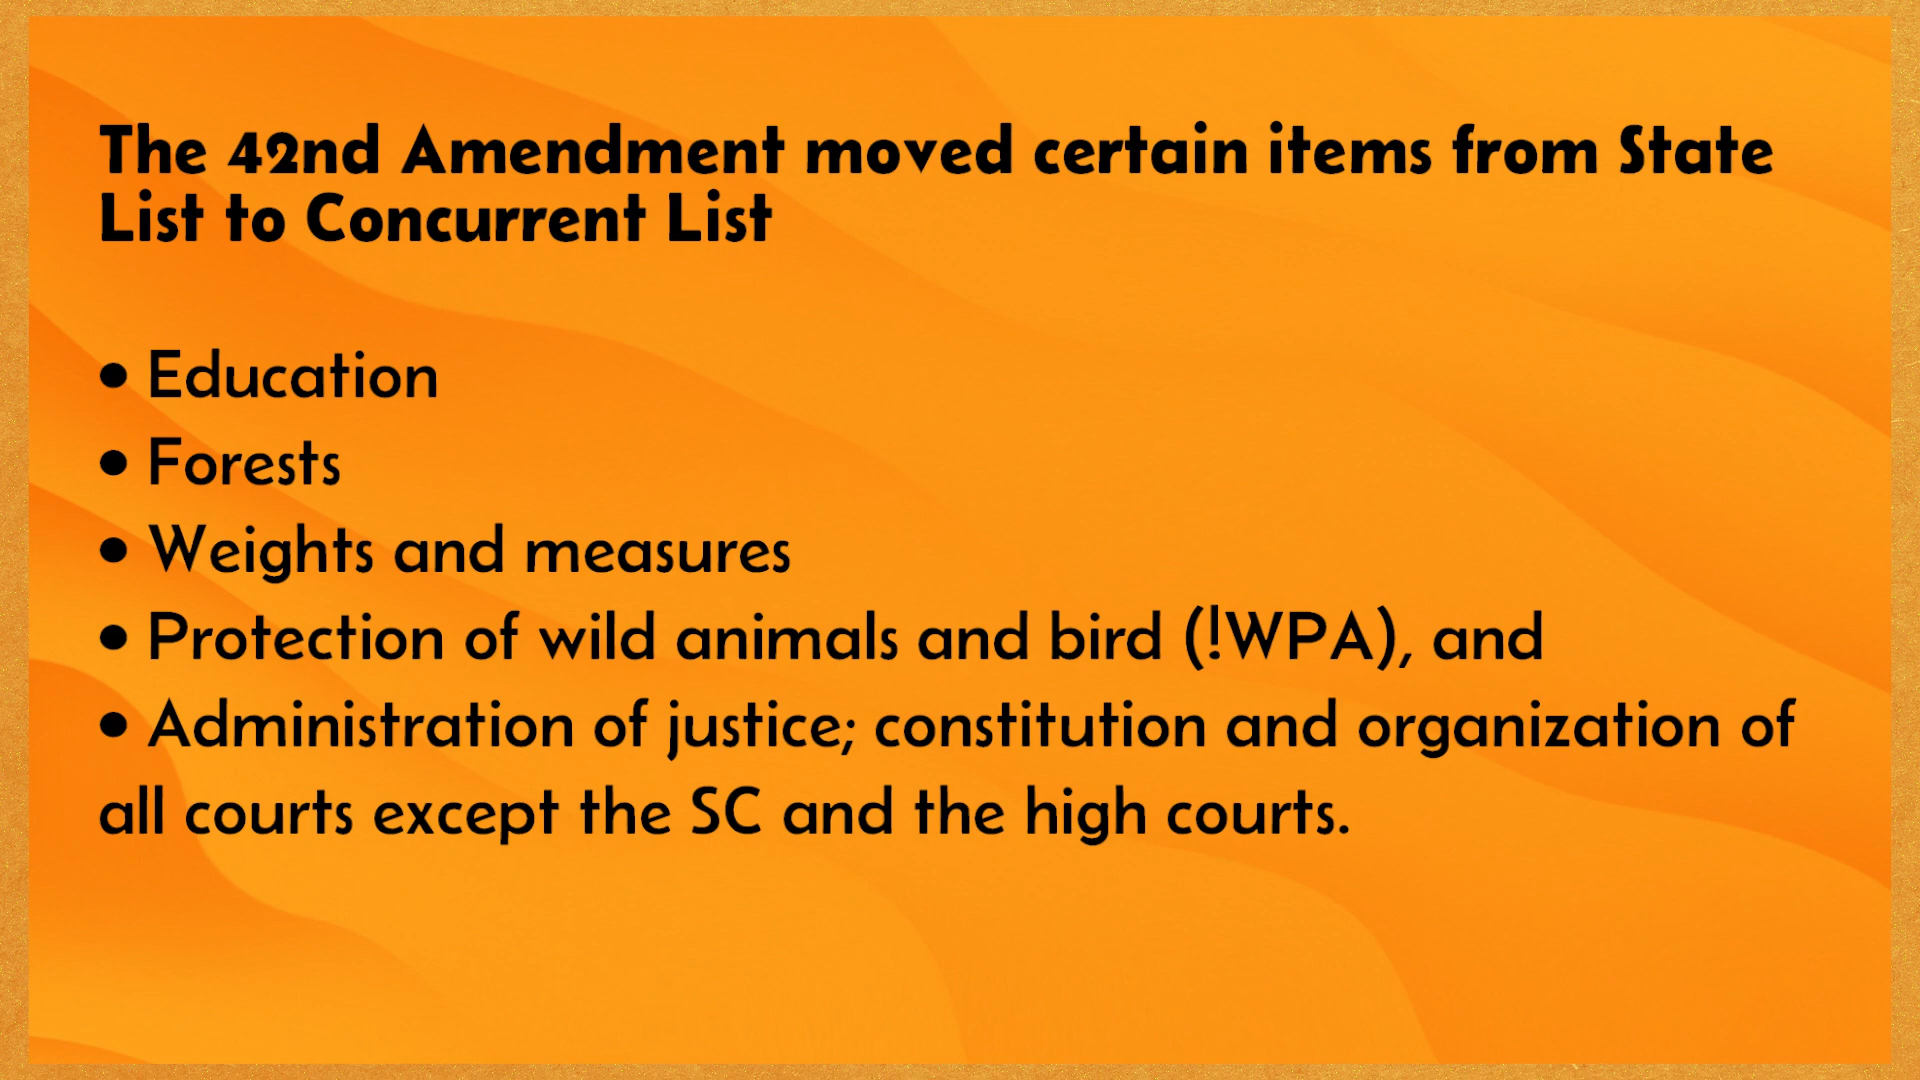 The 42nd Amendment moved certain items from State
List to Concurrent List
• Education
• Forests
• Weights and measures
• Protection of wild animals and bird (!WPA), and
• Administration of justice; constitution and organization of
all courts except the SC and the high courts.